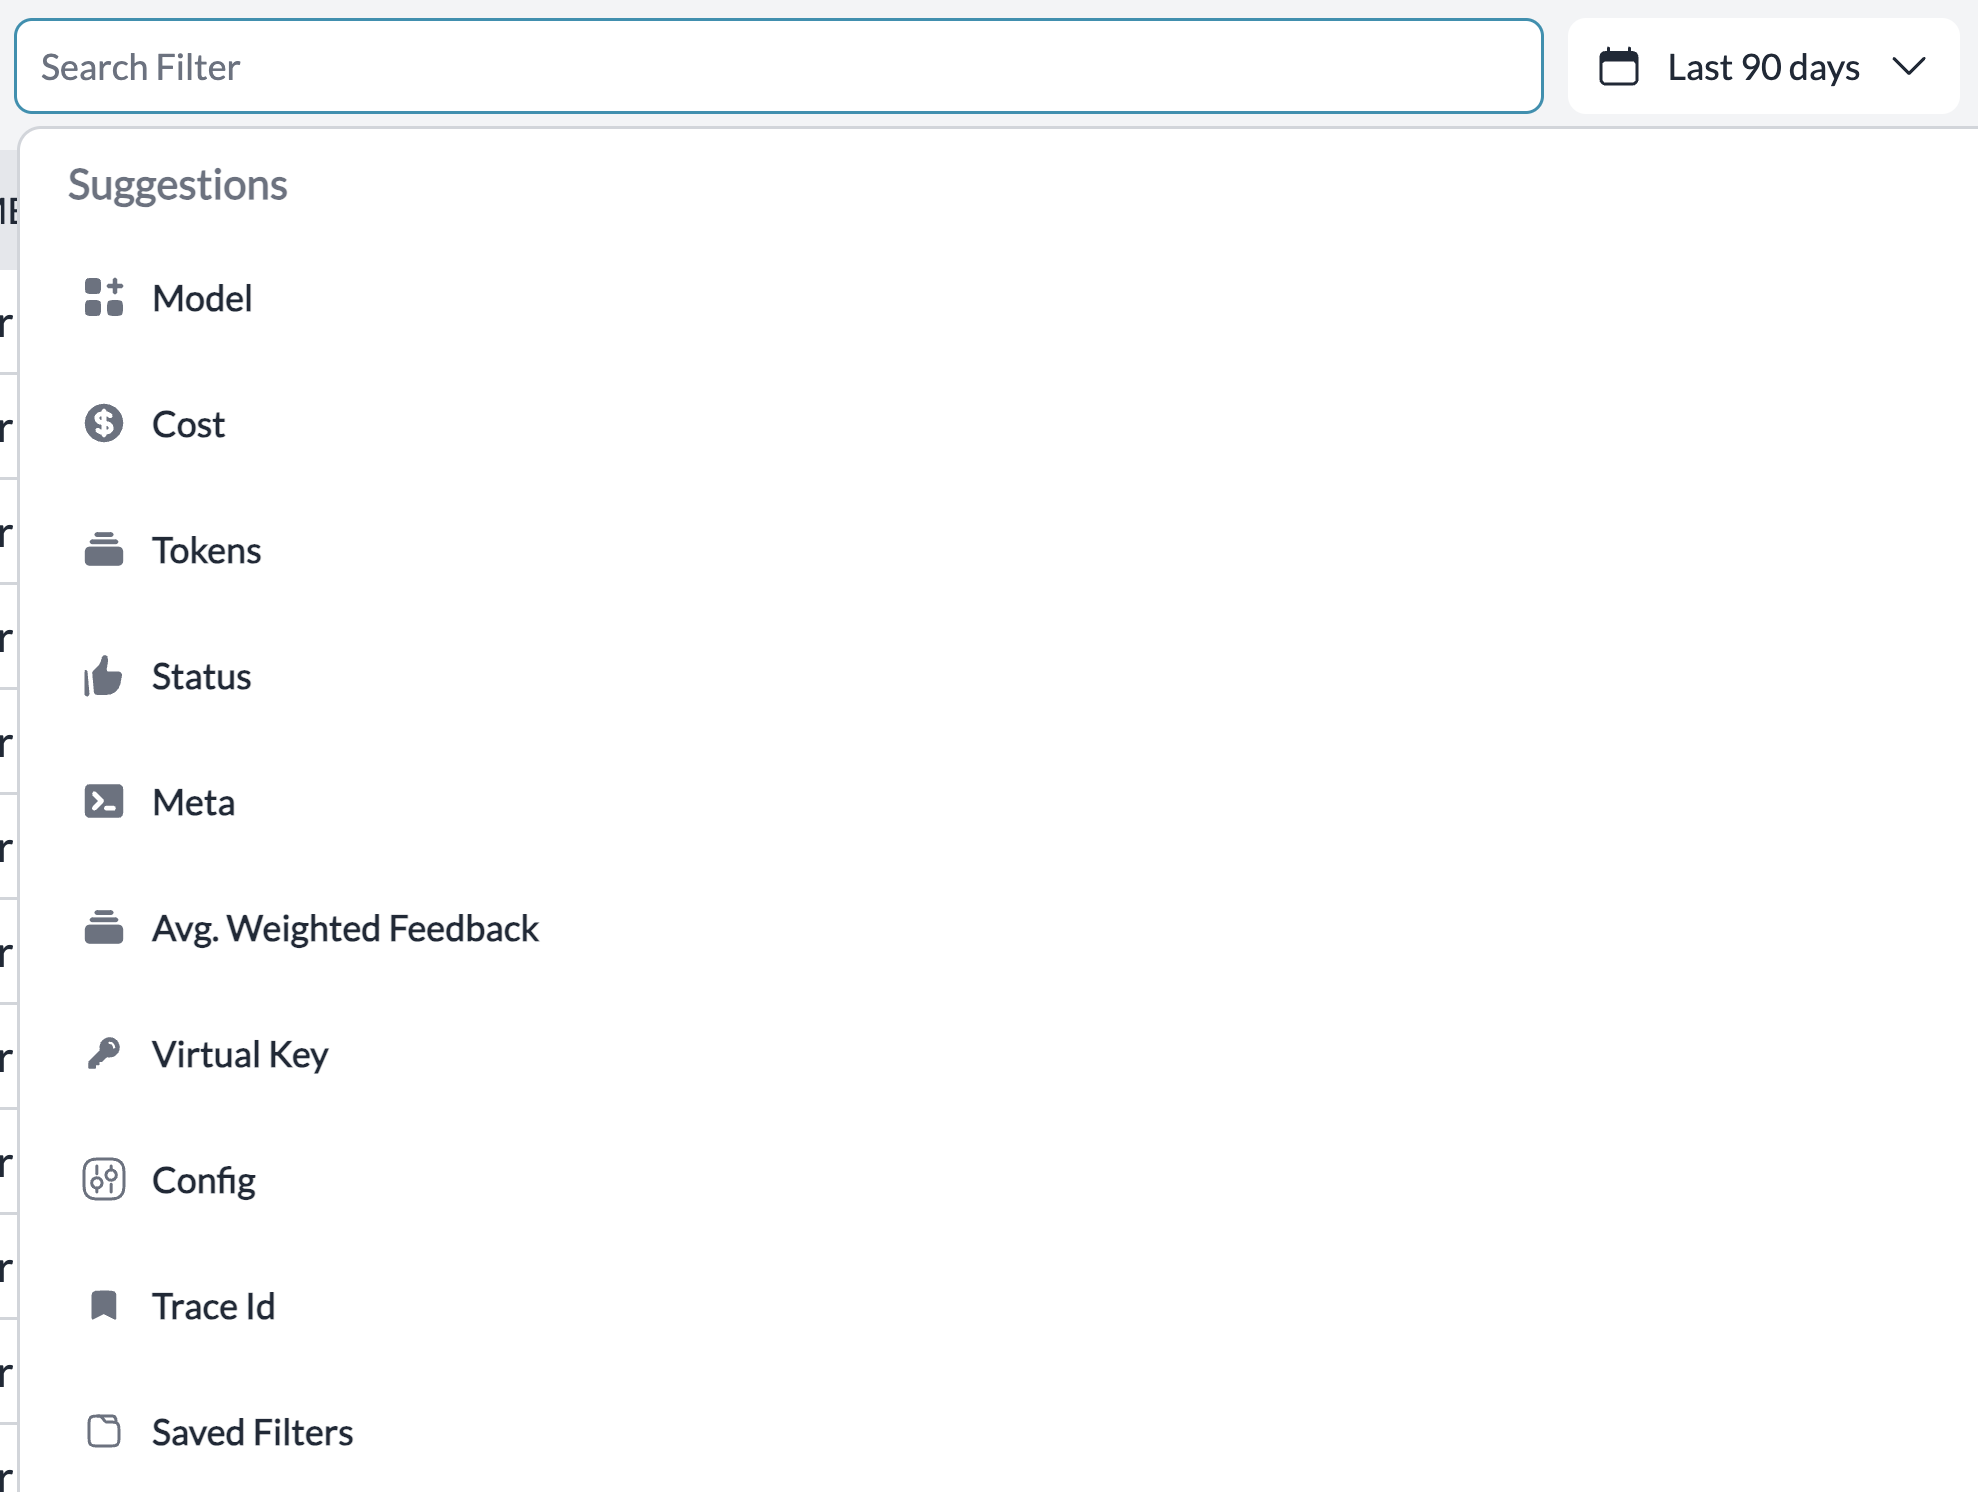 Search Filter
Last 90 days
Suggestions
Model
Cost
Tokens
Status
Meta
Avg. Weighted Feedback
Virtual Key
Config
Trace Id
Saved Filters